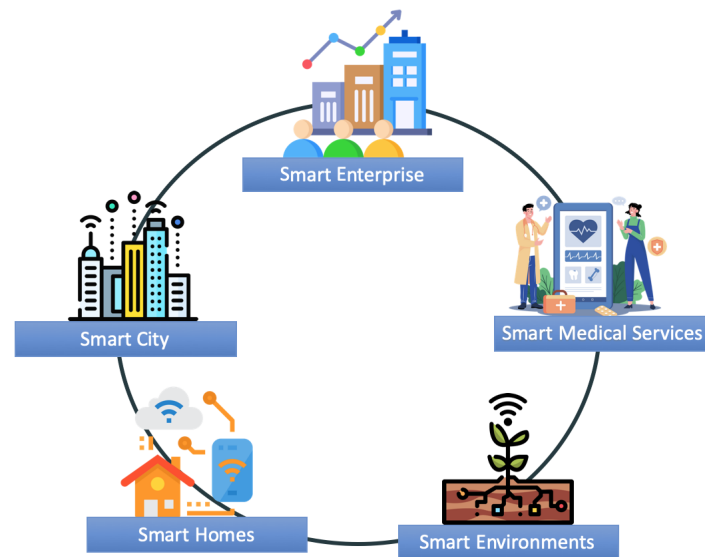 Smart Enterprise
Smart City
Smart Medical Services
Smart Homes
Smart Environments